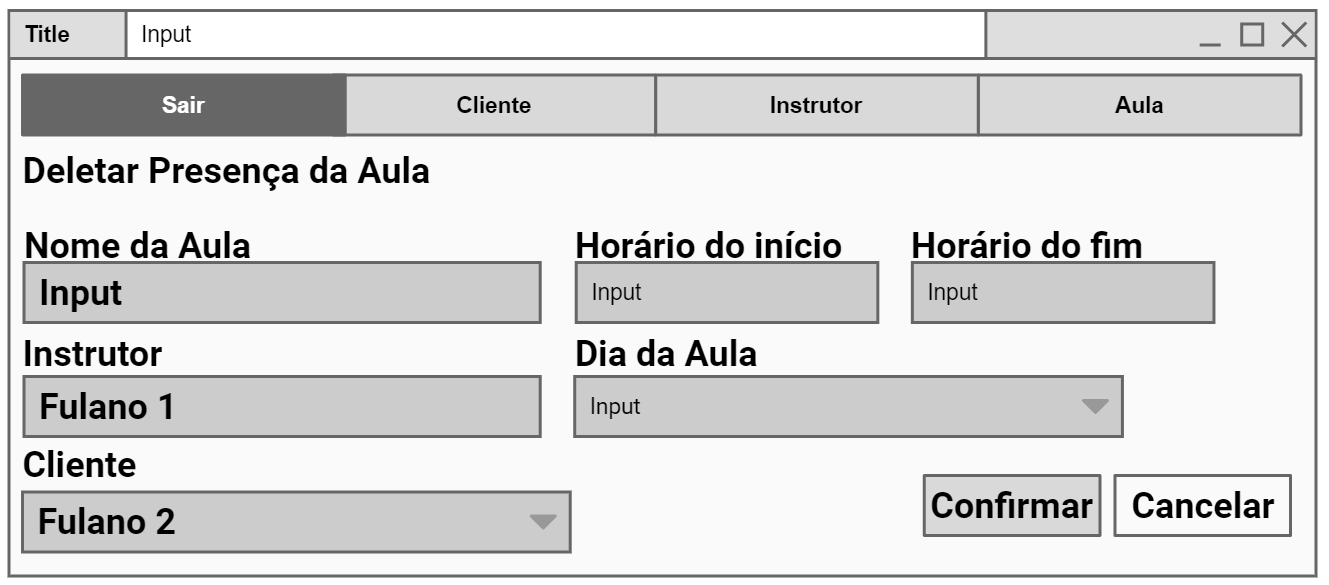 Title Input
Sair Cliente Instrutor Aula
Deletar Presença da Aula
Nome da Aula Horário do início Horário do fim
Input Input Input
Instrutor Dia da Aula
Fulano 1 Input
Cliente
Fulano 2 Confirmar Cancelar